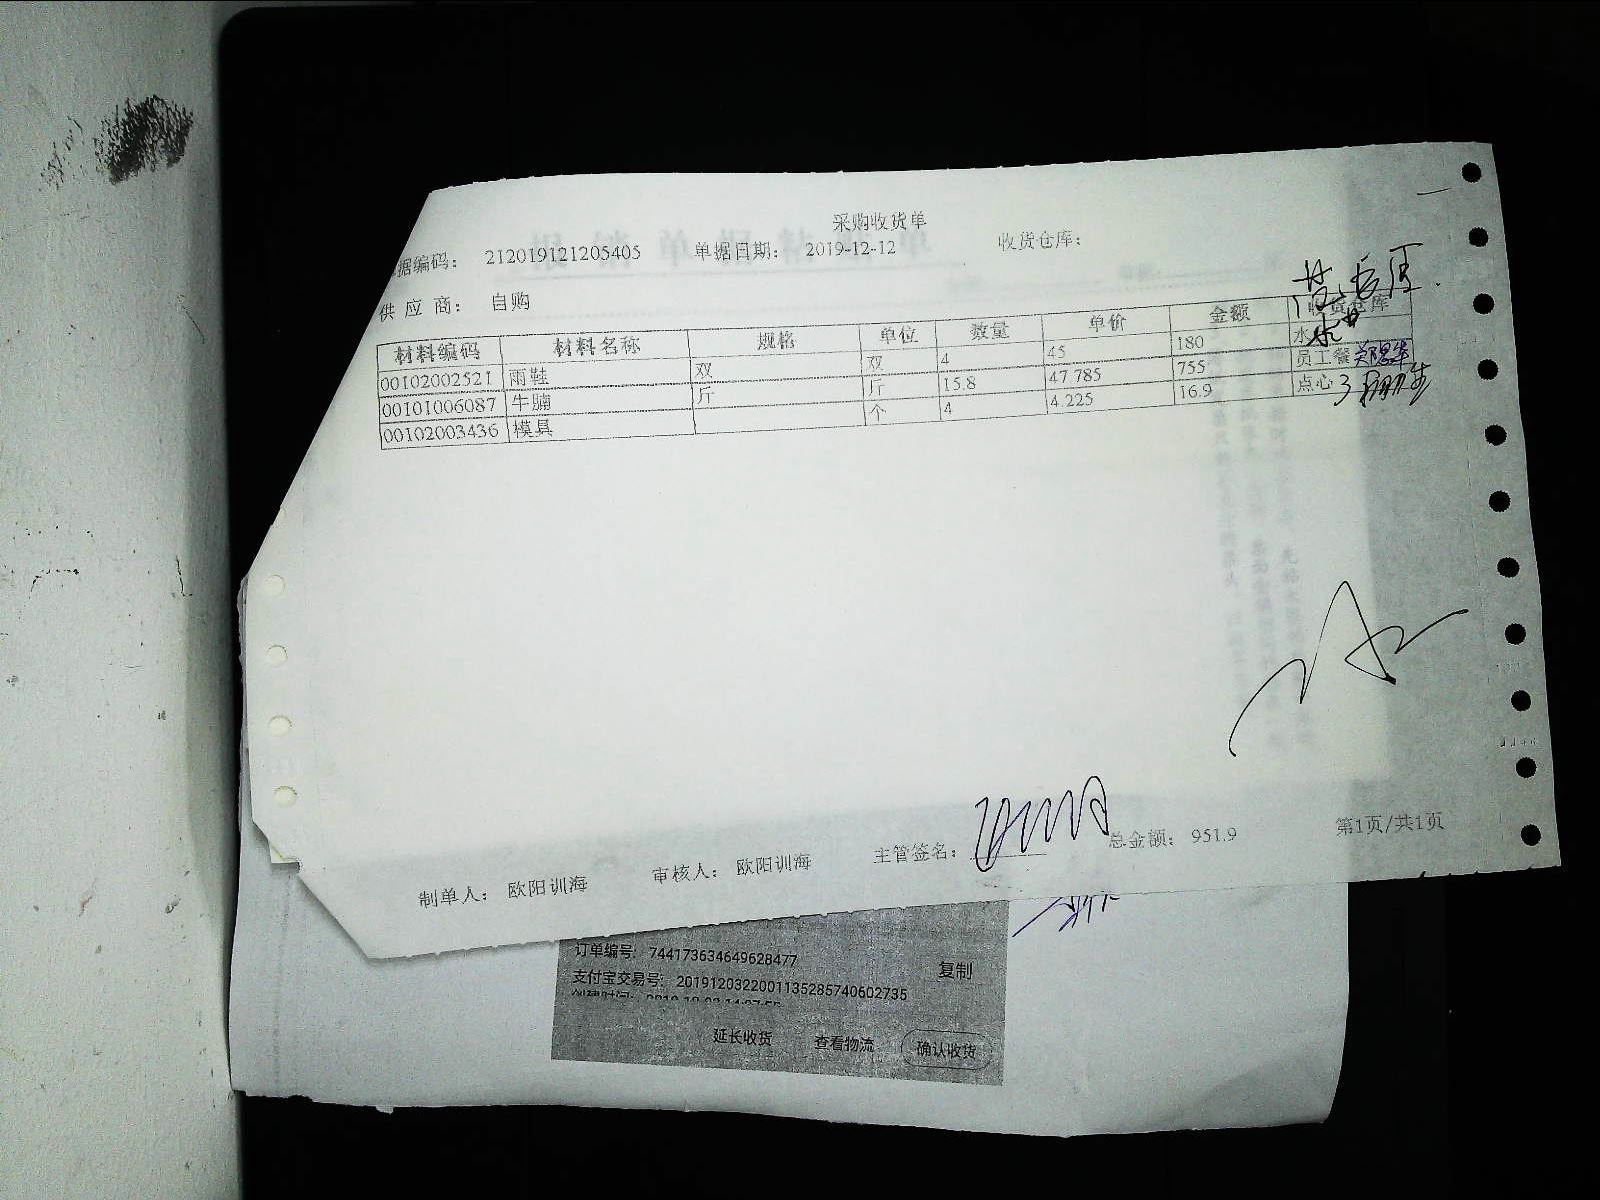 采购收货单
据编码： 212019121205405 单据日期： 2019-12-12 收货仓库：
供应商： 自购
材料编码 材料名称 规格 单位 数量 单价 金额 收货仓库
00102002521 雨鞋 双 双 4 45 180 水
00101006087 牛腩 斤 斤 15.8 47.785 755 员工餐
00102003436 模具 个 4 4.225 16.9 点心
制单人： 欧阳训海 审核人： 欧阳训海 主管签名： 总金额： 951.9 第1页/共1页
订单编号: 744173634649628477 复制
支付宝交易号: 2019120322001135285740602735
延长收货 查看物流 确认收货